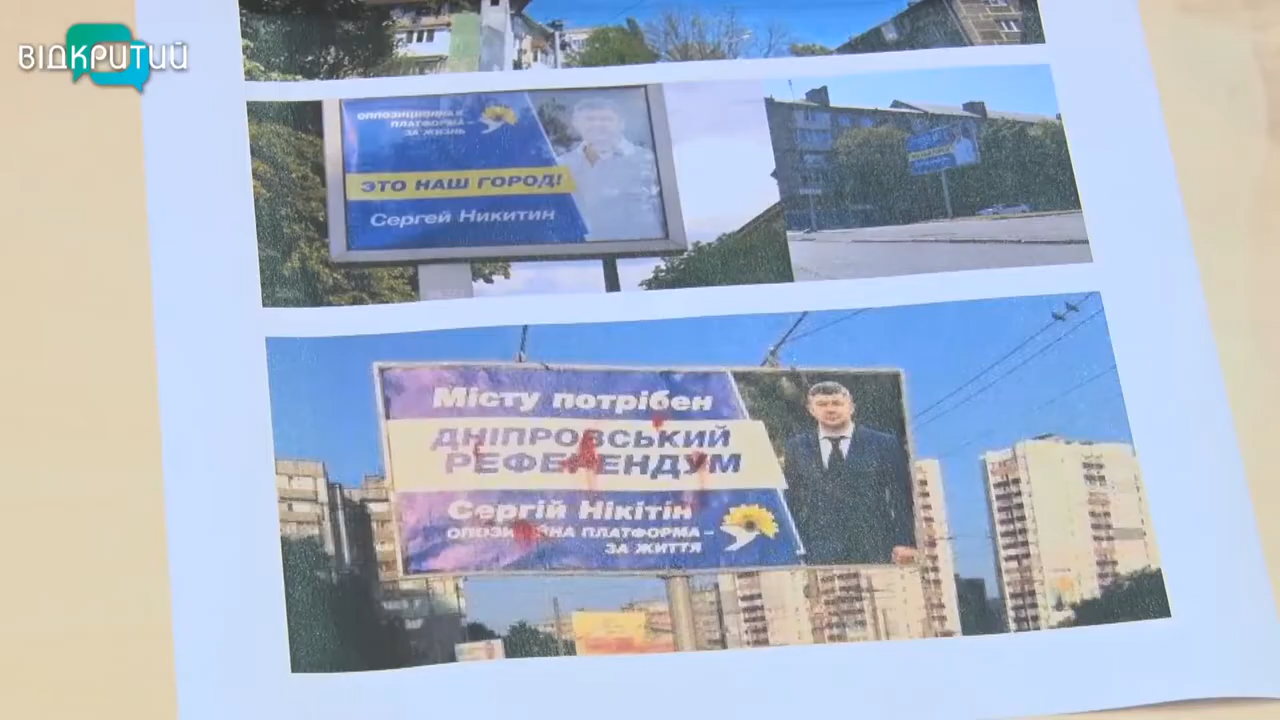 ВІДКРИТИЙ
ОППОЗИЦИОННАЯ
ПЛАТФОРМА –
ЗА ЖИЗНЬ
ЭТО НАШ ГОРОД!
Сергей Никитин
Місту потрібен
ДНІПРОВСЬКИЙ
РЕФЕРЕНДУМ
Сергій Нікітін
ОПОЗИЦІЙНА ПЛАТФОРМА –
ЗА ЖИТТЯ